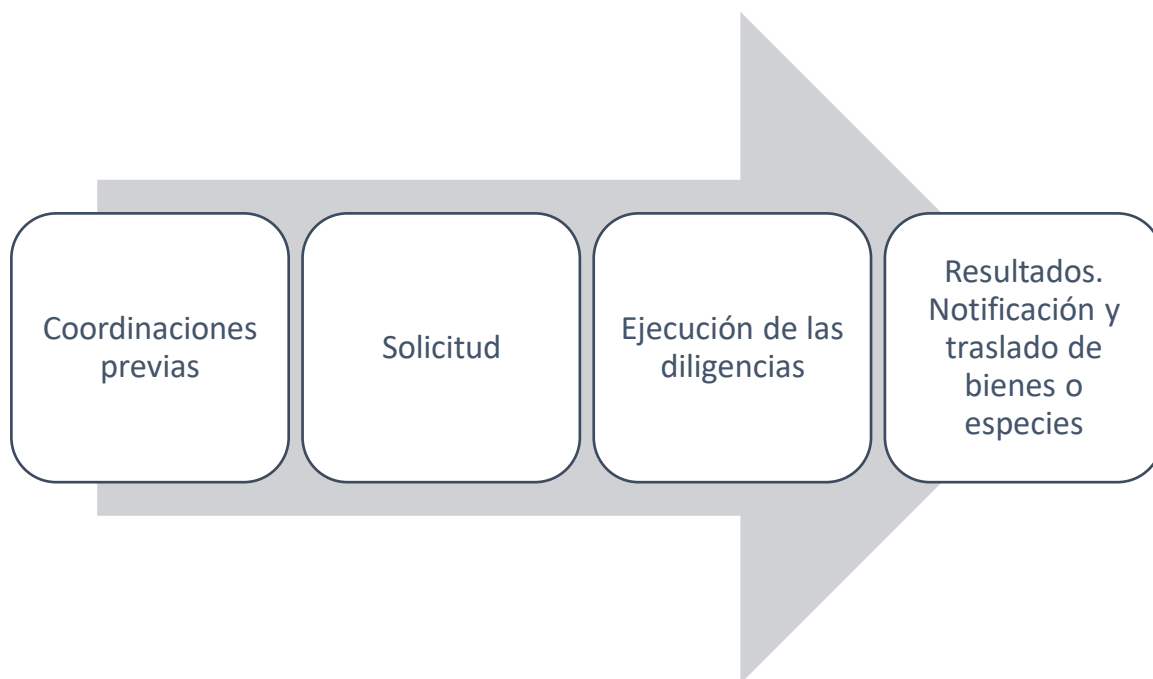 Coordinaciones
previas
Solicitud
Ejecución de las
diligencias
Resultados.
Notificación y
traslado de
bienes o
especies